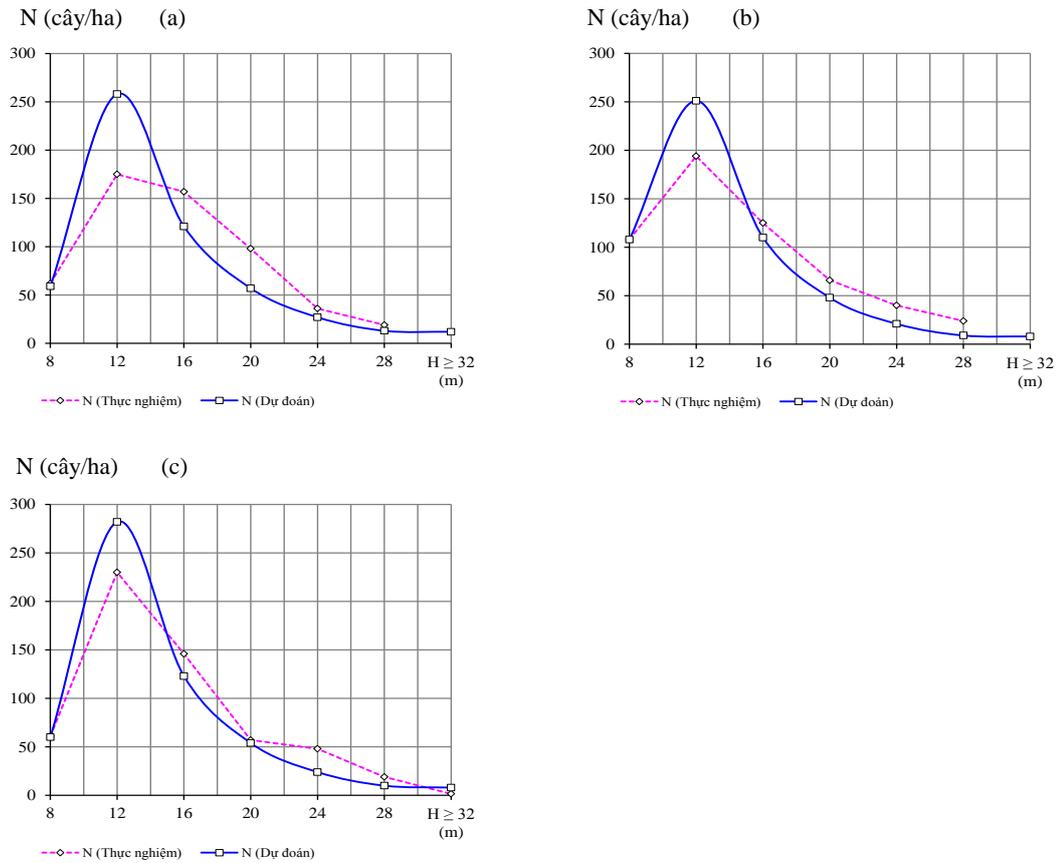 N (cây/ha) (a)
300
250
200
150
100
50
0
8 12 16 20 24 28 H ≥ 32
(m)
N (Thực nghiệm) N (Dự đoán)
N (cây/ha) (b)
300
250
200
150
100
50
0
8 12 16 20 24 28 H ≥ 32
(m)
N (Thực nghiệm) N (Dự đoán)
N (cây/ha) (c)
300
250
200
150
100
50
0
8 12 16 20 24 28 H ≥ 32
(m)
N (Thực nghiệm) N (Dự đoán)